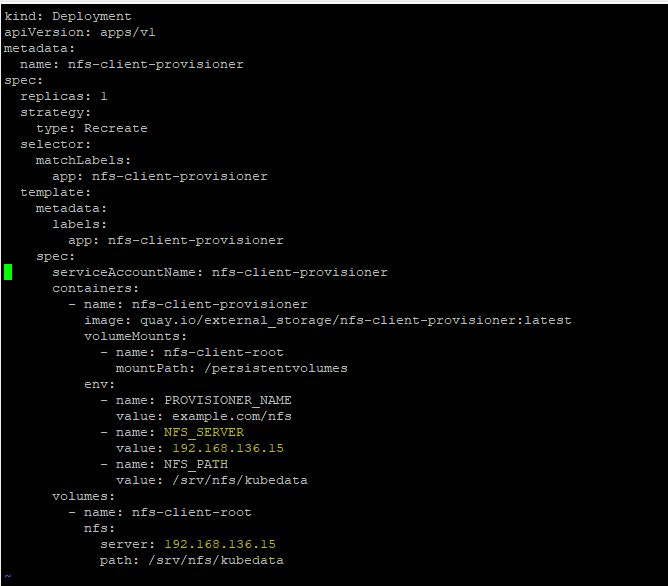 kind: Deployment
apiVersion: apps/v1
metadata:
  name: nfs-client-provisioner
spec:
  replicas: 1
  strategy:
    type: Recreate
  selector:
    matchLabels:
      app: nfs-client-provisioner
  template:
    metadata:
      labels:
        app: nfs-client-provisioner
    spec:
      serviceAccountName: nfs-client-provisioner
      containers:
        - name: nfs-client-provisioner
          image: quay.io/external_storage/nfs-client-provisioner:latest
          volumeMounts:
            - name: nfs-client-root
              mountPath: /persistentvolumes
          env:
            - name: PROVISIONER_NAME
              value: example.com/nfs
            - name: NFS_SERVER
              value: 192.168.136.15
            - name: NFS_PATH
              value: /srv/nfs/kubedata
      volumes:
        - name: nfs-client-root
          nfs:
            server: 192.168.136.15
            path: /srv/nfs/kubedata
~